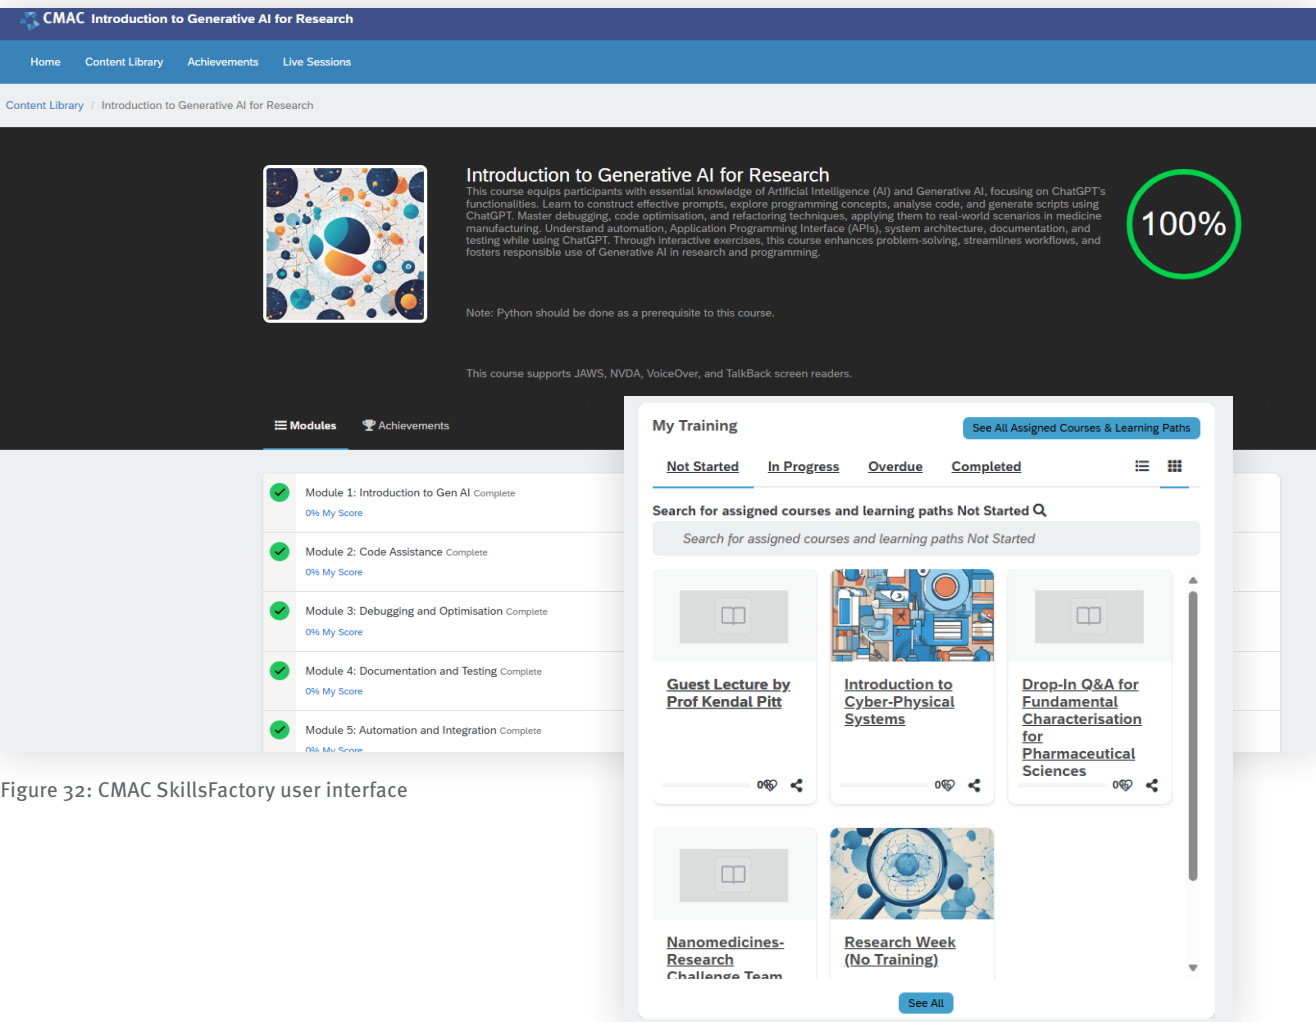 CMAC Introduction to Generative AI for Research
Home Content Library Achievements Live Sessions
Content Library / Introduction to Generative AI for Research
Introduction to Generative AI for Research
This course equips participants with essential knowledge of Artificial Intelligence (AI) and Generative AI, focusing on ChatGPT's
functionalities. Learn to construct effective prompts, explore programming concepts, analyse code, and generate scripts using
ChatGPT. Master debugging, code optimisation, and refactoring techniques, applying them to real-world scenarios in medicine
manufacturing. Understand automation, Application Programming Interface (APIs), system architecture, documentation, and
testing while using ChatGPT. Through interactive exercises, this course enhances problem-solving, streamlines workflows, and
fosters responsible use of Generative AI in research and programming.
100%
Note: Python should be done as a prerequisite to this course.
This course supports JAWS, NVDA, VoiceOver, and TalkBack screen readers.
Modules Achievements
Module 1: Introduction to Gen AI Complete
0% My Score
Module 2: Code Assistance Complete
0% My Score
Module 3: Debugging and Optimisation Complete
0% My Score
Module 4: Documentation and Testing Complete
0% My Score
Module 5: Automation and Integration Complete
0% My Score
My Training
See All Assigned Courses & Learning Paths
Not Started In Progress Overdue Completed
Search for assigned courses and learning paths Not Started
Search for assigned courses and learning paths Not Started
Guest Lecture by
Prof Kendal Pitt
0%
Introduction to
Cyber-Physical
Systems
0%
Drop-In Q&A for
Fundamental
Characterisation
for
Pharmaceutical
Sciences
0%
Nanomedicines-
Research
Challenge Team
Research Week
(No Training)
See All
Figure 32: CMAC SkillsFactory user interface